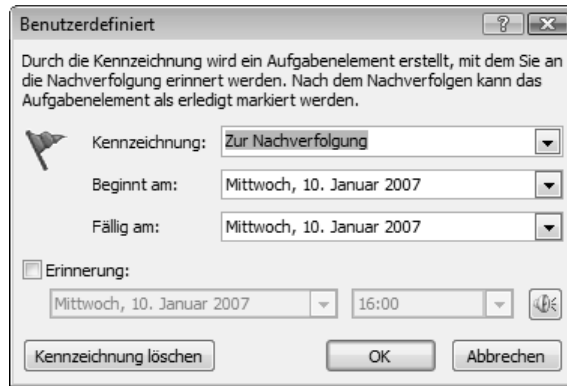 Benutzerdefiniert
Durch die Kennzeichnung wird ein Aufgabenelement erstellt, mit dem Sie an
die Nachverfolgung erinnert werden. Nach dem Nachverfolgen kann das
Aufgabenelement als erledigt markiert werden.
Kennzeichnung: Zur Nachverfolgung
Beginnt am: Mittwoch, 10. Januar 2007
Fällig am: Mittwoch, 10. Januar 2007
Erinnerung:
Mittwoch, 10. Januar 2007 16:00
Kennzeichnung löschen OK Abbrechen